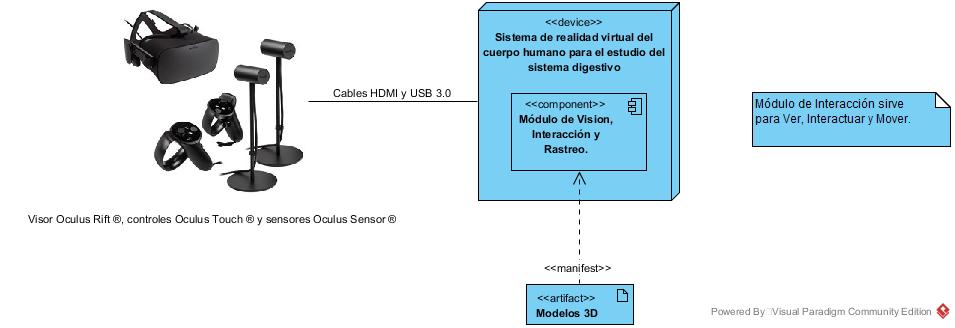 <<device>>
Sistema de realidad virtual del
cuerpo humano para el estudio del
sistema digestivo
Cables HDMI y USB 3.0
<<component>>
Módulo de Vision,
Interacción y
Rastreo.
Módulo de Interacción sirve
para Ver, Interactuar y Mover.
Visor Oculus Rift ®, controles Oculus Touch ® y sensores Oculus Sensor ®
<<manifest>>
<<artifact>>
Modelos 3D
Powered By Visual Paradigm Community Edition